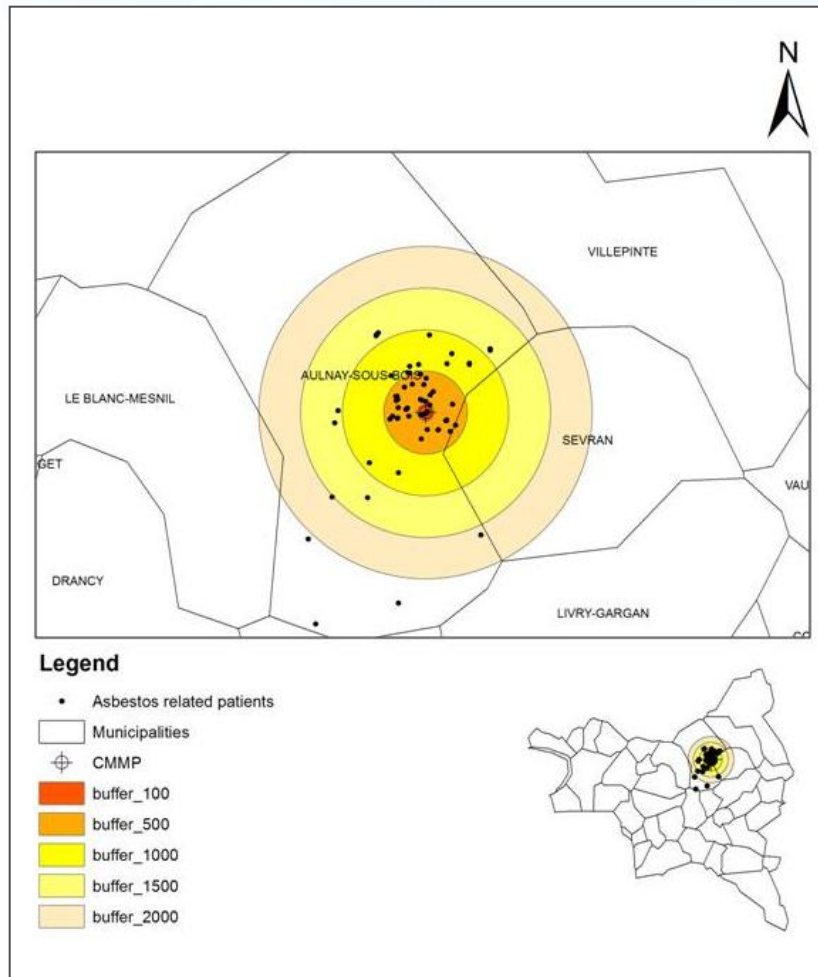 N
VILLEPINTE
AULNAY-SOUS-BOIS
LE BLANC-MESNIL
SEVRAN
GET
VAU
DRANCY
LIVRY-GARGAN
CO
Legend
Asbestos related patients
Municipalities
CMMP
buffer_100
buffer_500
buffer_1000
buffer_1500
buffer_2000